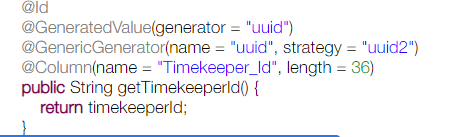 @Id
@GeneratedValue(generator = "uuid")
@GenericGenerator(name = "uuid", strategy = "uuid2")
@Column(name = "Timekeeper_Id", length = 36)
public String getTimekeeperId() {
return timekeeperId;
}